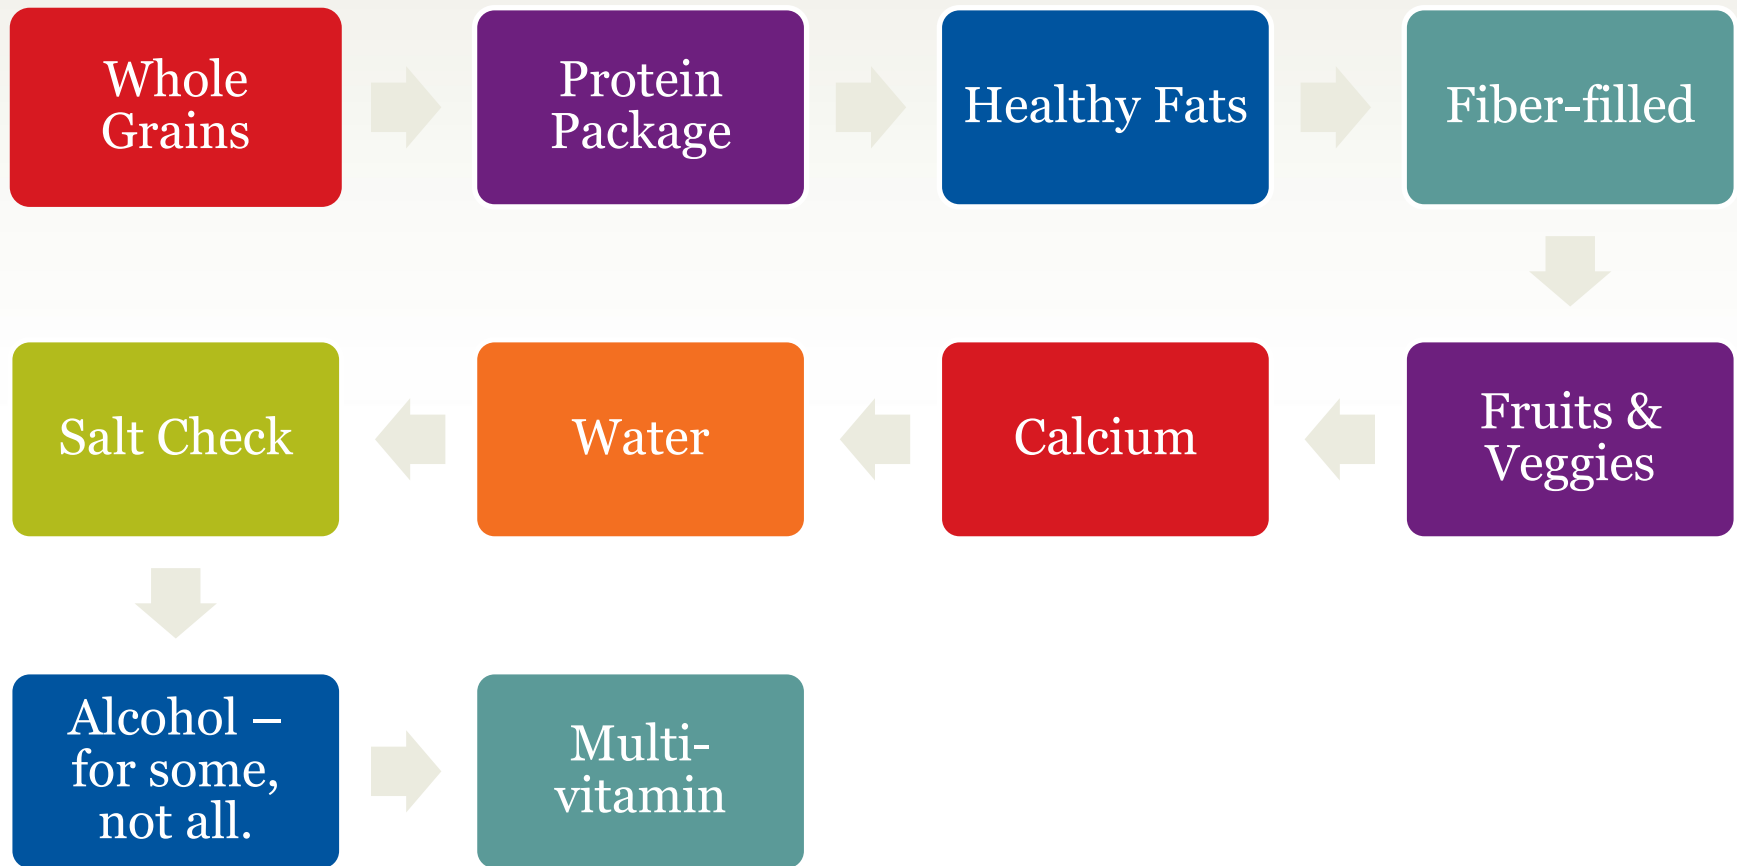 Whole
Grains
Protein
Package
Healthy Fats
Fiber-filled
Fruits &
Veggies
Calcium
Water
Salt Check
Alcohol –
for some,
not all.
Multi-
vitamin